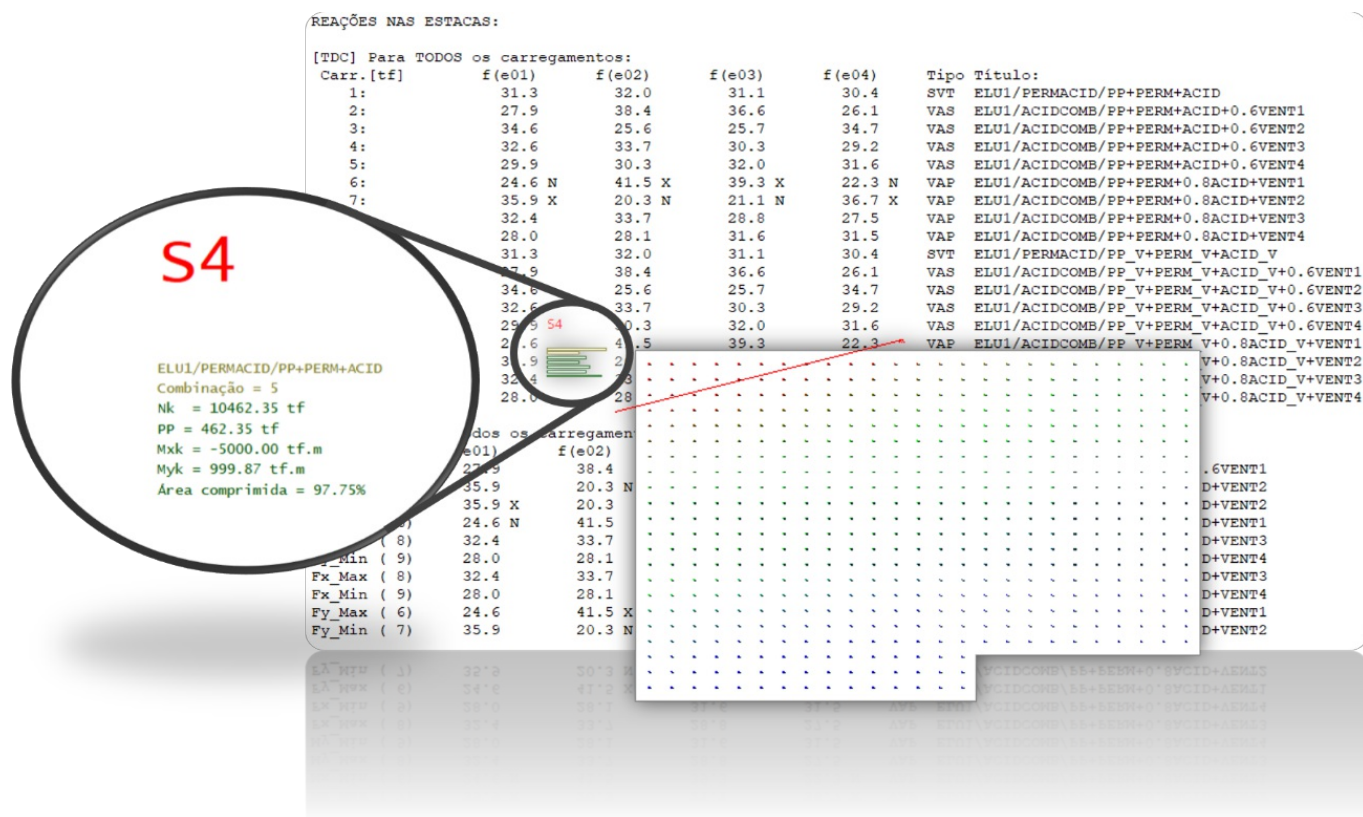 REAÇÕES NAS ESTACAS:
[TDC] Para TODOS os carregamentos:
Carr.[tf] f(e01) f(e02) f(e03) f(e04) Tipo Título:
1: 31.3 32.0 31.1 30.4 SVT ELU1/PERMACID/PP+PERM+ACID
2: 27.9 38.4 36.6 26.1 VAS ELU1/ACIDCOMB/PP+PERM+ACID+0.6VENT1
3: 34.6 25.6 25.7 34.7 VAS ELU1/ACIDCOMB/PP+PERM+ACID+0.6VENT2
4: 32.6 33.7 30.3 29.2 VAS ELU1/ACIDCOMB/PP+PERM+ACID+0.6VENT3
5: 29.9 30.3 32.0 31.6 VAS ELU1/ACIDCOMB/PP+PERM+ACID+0.6VENT4
6: 24.6 N 41.5 X 39.3 X 22.3 N VAP ELU1/ACIDCOMB/PP+PERM+0.8ACID+VENT1
7: 35.9 X 20.3 N 21.1 N 36.7 X VAP ELU1/ACIDCOMB/PP+PERM+0.8ACID+VENT2
32.4 33.7 28.8 27.5 VAP ELU1/ACIDCOMB/PP+PERM+0.8ACID+VENT3
28.0 28.1 31.6 31.5 VAP ELU1/ACIDCOMB/PP+PERM+0.8ACID+VENT4
31.3 32.0 31.1 30.4 SVT ELU1/PERMACID/PP_V+PERM_V+ACID_V
38.4 36.6 26.1 VAS ELU1/ACIDCOMB/PP_V+PERM_V+ACID_V+0.6VENT1
34.6 25.6 25.7 34.7 VAS ELU1/ACIDCOMB/PP_V+PERM_V+ACID_V+0.6VENT2
32.6 33.7 30.3 29.2 VAS ELU1/ACIDCOMB/PP_V+PERM_V+ACID_V+0.6VENT3
S4 32.0 31.6 VAS ELU1/ACIDCOMB/PP_V+PERM_V+ACID_V+0.6VENT4
39.3 22.3 VAP ELU1/ACIDCOMB/PP_V+PERM_V+0.8ACID_V+VENT1
V+0.8ACID_V+VENT2
V+0.8ACID_V+VENT3
28.0 28 V+0.8ACID_V+VENT4
S4
ELU1/PERMACID/PP+PERM+ACID
Combinação = 5
Nk = 10462.35 tf
PP = 462.35 tf
Mxk = -5000.00 tf.m
Myk = 999.87 tf.m
Área comprimida = 97.75%
dos os carregamen
e01) f(e02)
27.9 38.4 .6VENT1
35.9 20.3 N D+VENT2
35.9 X 20.3 D+VENT2
24.6 N 41.5 D+VENT1
( 8) 32.4 33.7 D+VENT3
Min ( 9) 28.0 28.1 D+VENT4
Fx_Max ( 8) 32.4 33.7 D+VENT3
Fx_Min ( 9) 28.0 28.1 D+VENT4
Fy_Max ( 6) 24.6 41.5 X D+VENT1
Fy_Min ( 7) 35.9 20.3 N D+VENT2